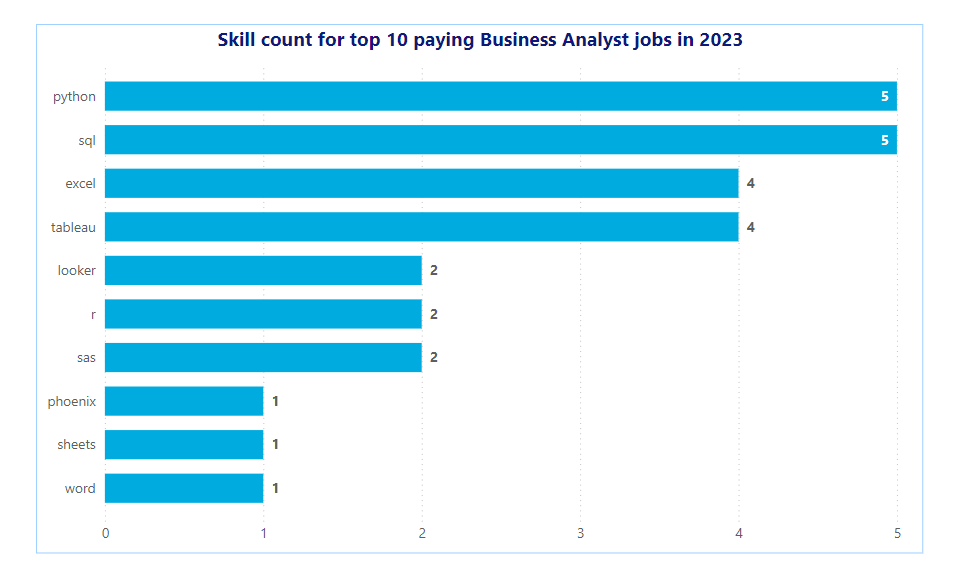 Skill count for top 10 paying Business Analyst jobs in 2023
python 5
sql 5
excel 4
tableau 4
looker 2
r 2
sas 2
phoenix 1
sheets 1
word 1
0 1 2 3 4 5